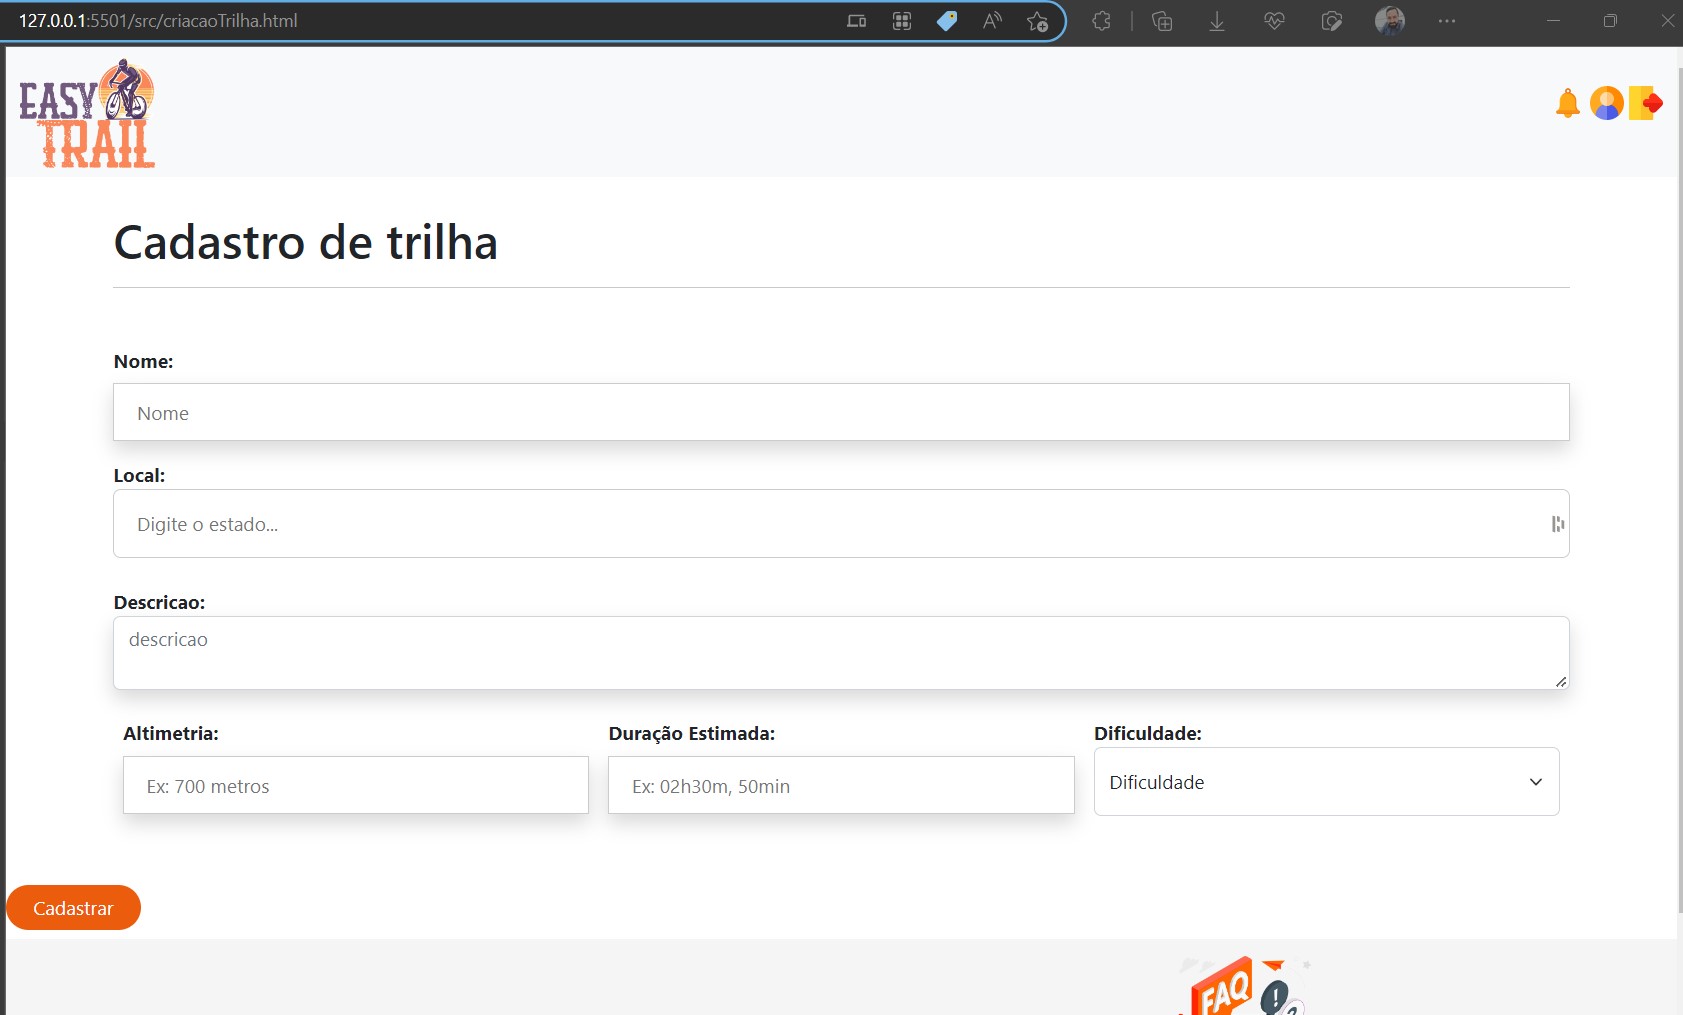 127.0.0.1:5501/src/criacaoTrilha.html
EASY
TRAIL
Cadastro de trilha
Nome:
Nome
Local:
Digite o estado...
Descricao:
descricao
Altimetria:
Duração Estimada:
Dificuldade:
Ex: 700 metros
Ex: 02h30m, 50min
Dificuldade
Cadastrar
FAQ